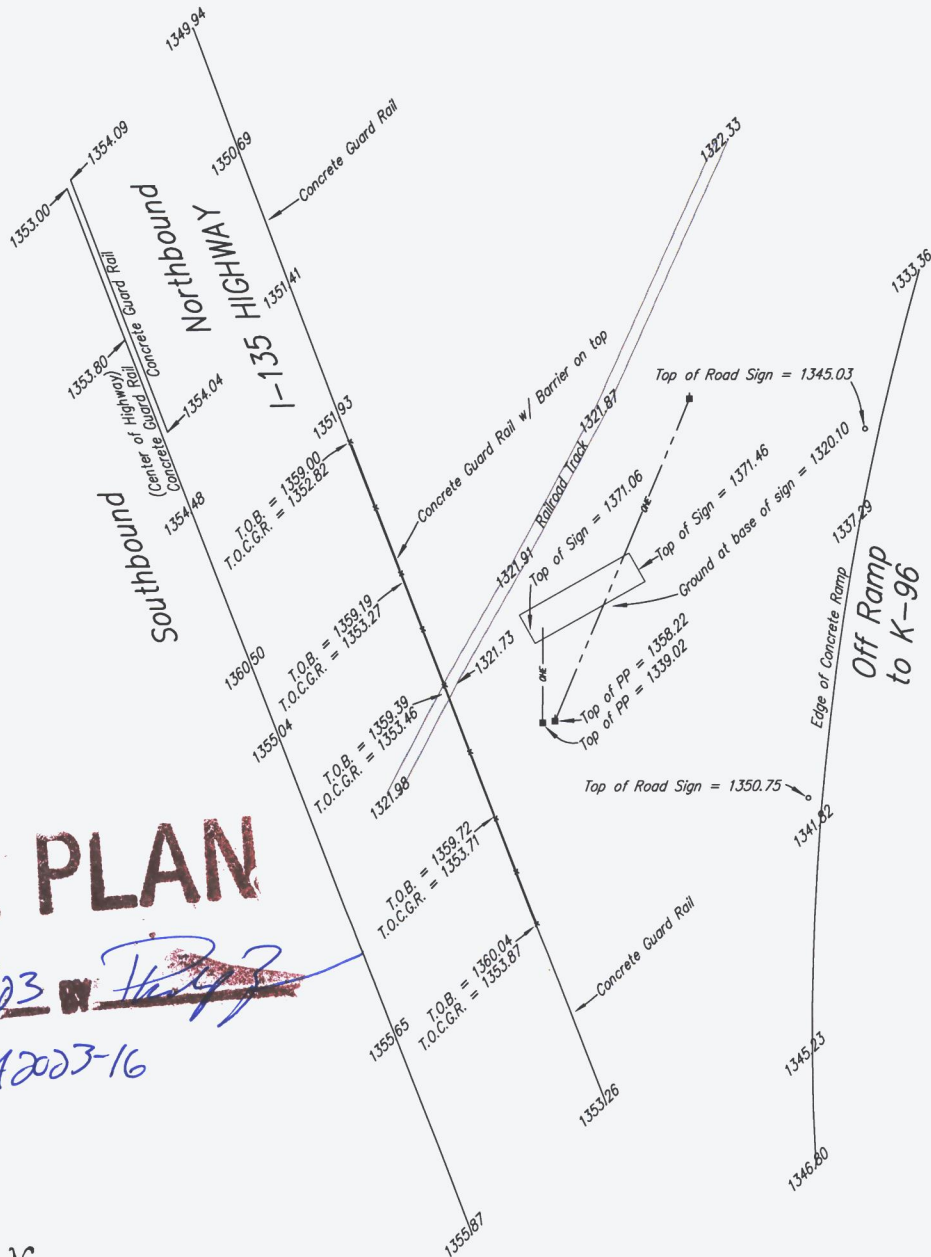 1349.94
1350.69
Concrete Guard Rail
1354.09
1353.00
Northbound
I-135 HIGHWAY
1351.41
Concrete Guard Rail
1353.80
(Center of Highway)
Concrete Guard Rail
1354.04
1351.93
1354.48
Southbound
1322.33
1333.36
Concrete Guard Rail w/ Barrier on top
Top of Road Sign = 1345.03
T.O.B. = 1359.00
T.O.C.G.R. = 1352.82
1321.87
Railroad Track
Top of Sign = 1371.46
Ground at base of sign = 1320.10
OHE
1337.29
1321.91
Top of Sign = 1371.06
T.O.B. = 1359.19
T.O.C.G.R. = 1353.27
1360.50
1321.73
OHE
Edge of Concrete Ramp
Off Ramp
to K-96
Top of PP = 1358.22
Top of PP = 1339.02
1355.04
T.O.B. = 1359.39
T.O.C.G.R. = 1353.46
1321.98
Top of Road Sign = 1350.75
1341.82
T.O.B. = 1359.72
T.O.C.G.R. = 1353.71
PLAN
23 BY
2023-16
T.O.B. = 1360.04
T.O.C.G.R. = 1353.87
Concrete Guard Rail
1355.65
1353.26
1345.23
1346.80
1355.87